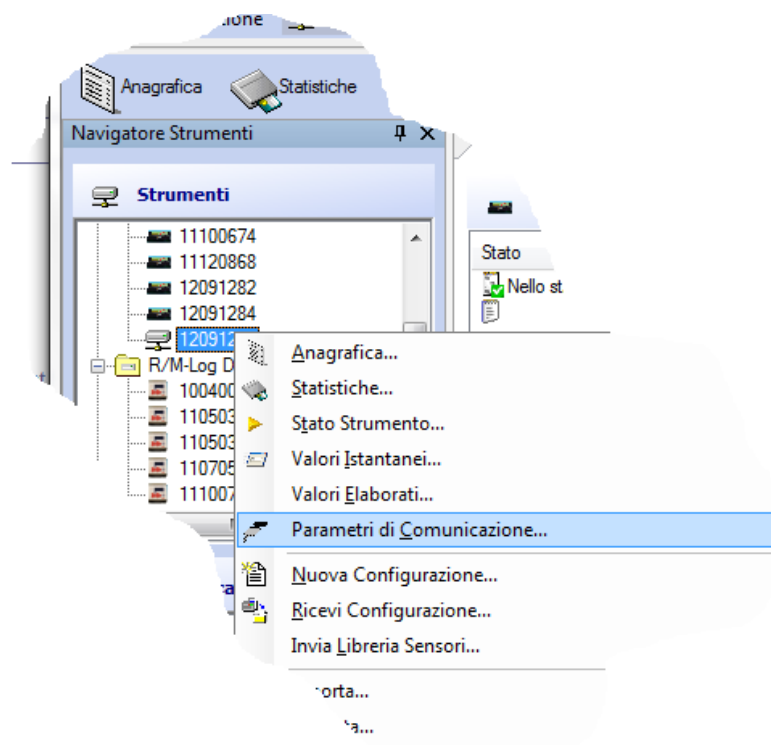 Anagrafica Statistiche
Navigatore Strumenti
Strumenti
11100674
11120868
12091282
12091284
Stato
Nello st
R/M-Log D
Anagrafica...
Statistiche...
Stato Strumento...
Valori Istantanei...
Valori Elaborati...
Parametri di Comunicazione...
Nuova Configurazione...
Ricevi Configurazione...
Invia Libreria Sensori...